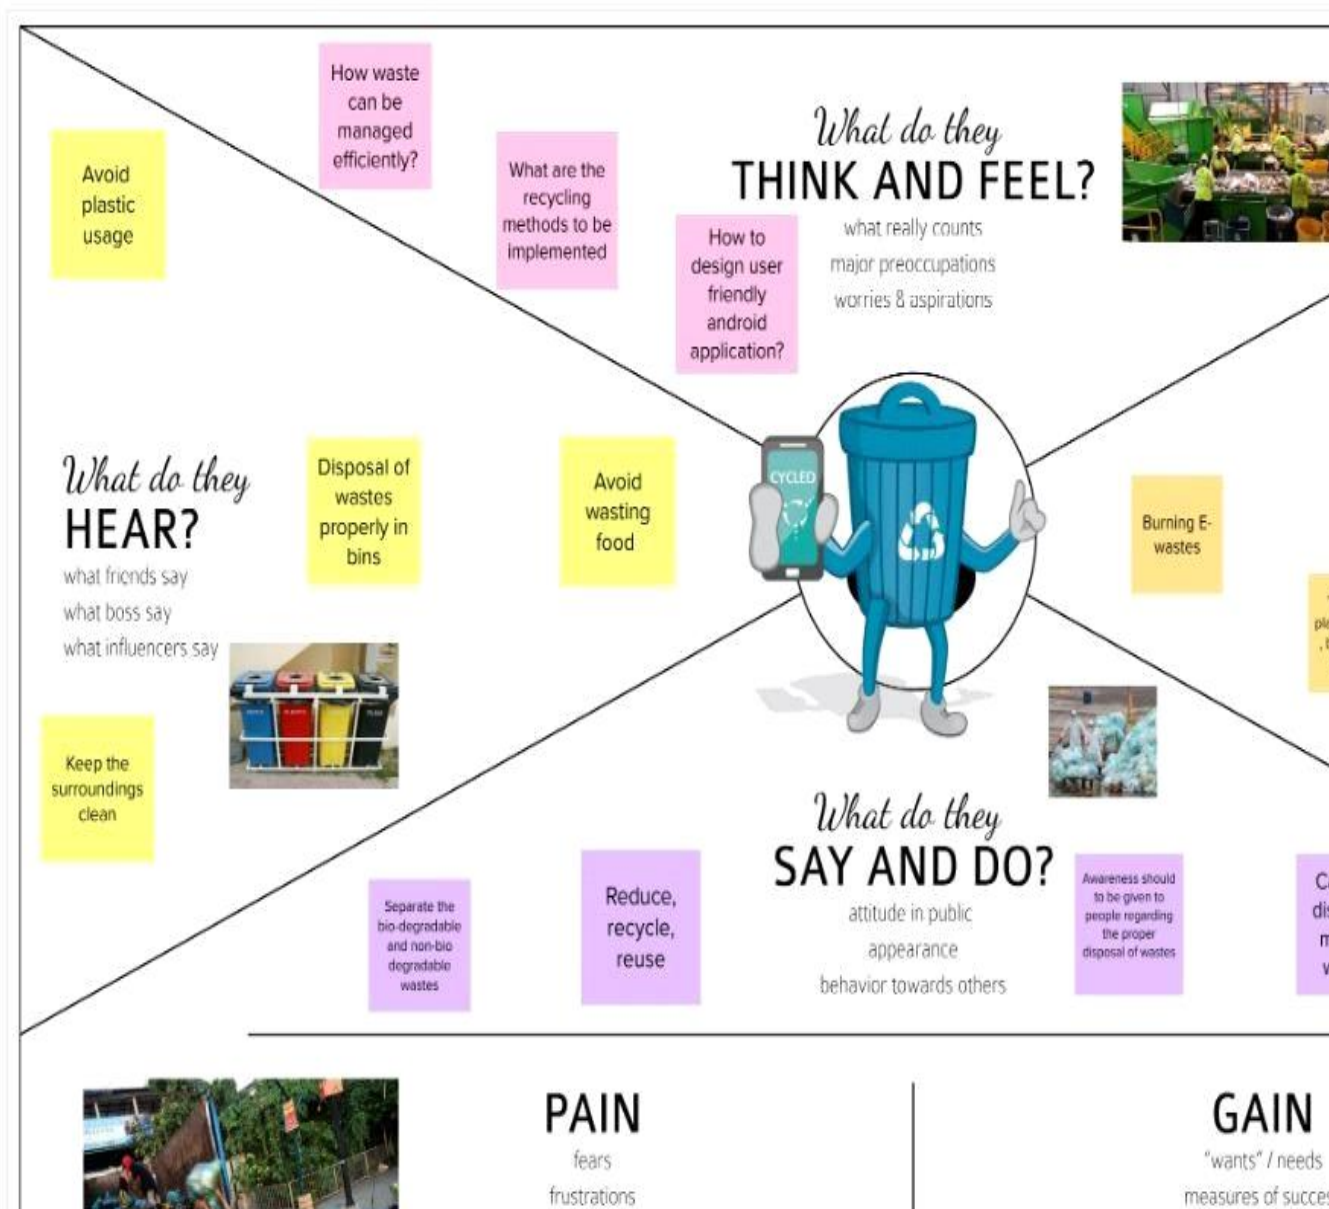 How waste
can be
managed
efficiently?
Avoid
plastic
usage
What are the
recycling
methods to be
implemented
What do they
THINK AND FEEL?
what really counts
major preoccupations
worries & aspirations
How to
design user
friendly
android
application?
What do they
HEAR?
what friends say
what boss say
what influencers say
Disposal of
wastes
properly in
bins
Avoid
wasting
food
CYCLED
Burning E-
wastes
Keep the
surroundings
clean
What do they
SAY AND DO?
attitude in public
appearance
behavior towards others
Separate the
bio-degradable
and non-bio
degradable
wastes
Reduce,
recycle,
reuse
Awareness should
to be given to
people regarding
the proper
disposal of wastes
PAIN
fears
frustrations
GAIN
"wants" / needs
measures of